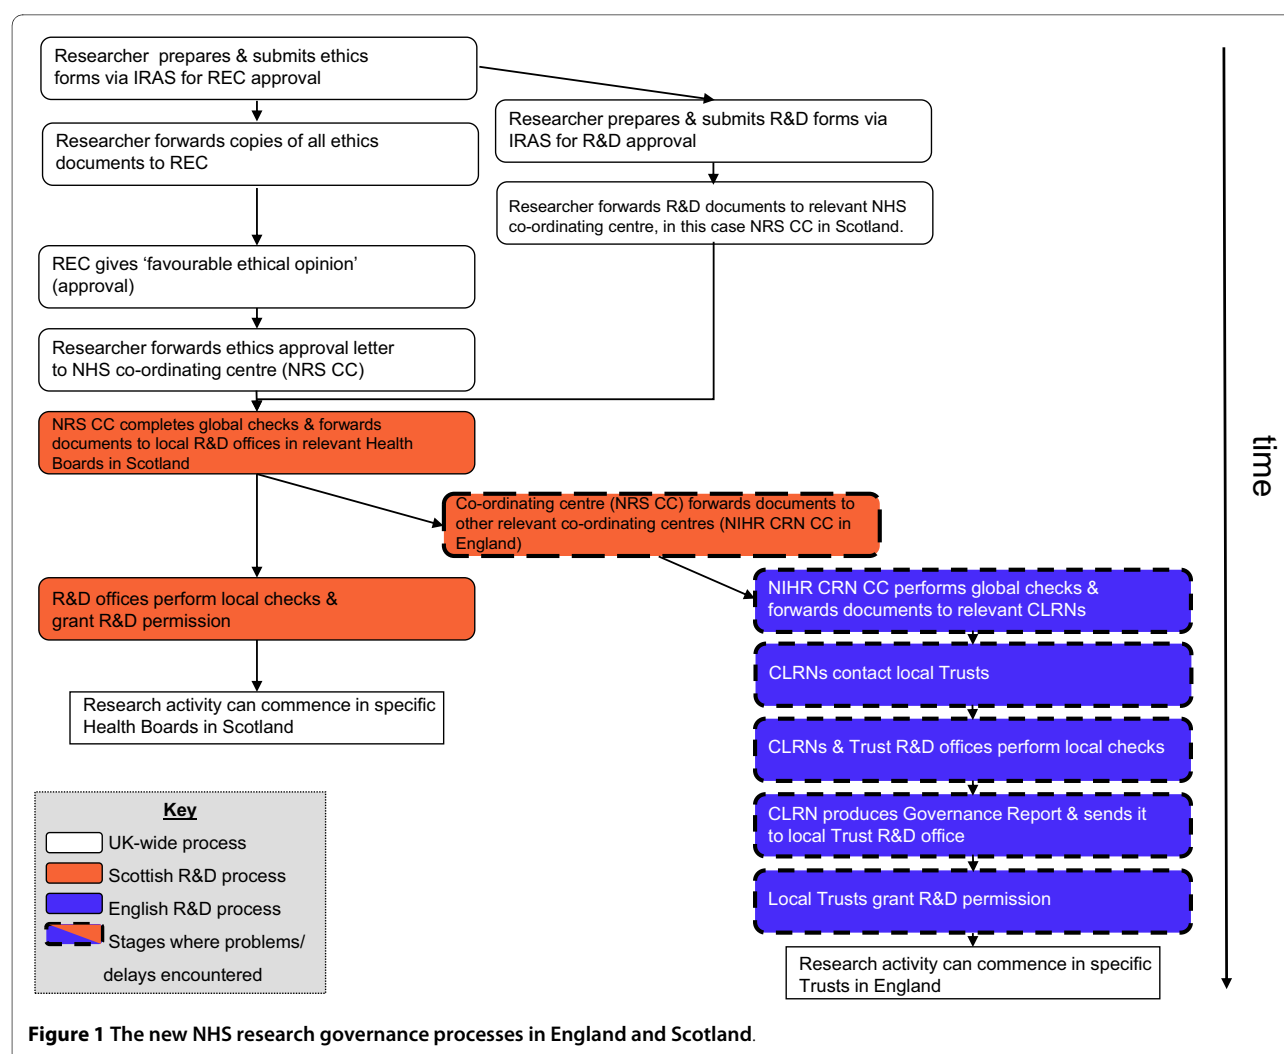 Researcher prepares & submits ethics
forms via IRAS for REC approval
Researcher forwards copies of all ethics
documents to REC
Researcher prepares & submits R&D forms via
IRAS for R&D approval
Researcher forwards R&D documents to relevant NHS
co-ordinating centre, in this case NRS CC in Scotland.
REC gives ‘favourable ethical opinion’
(approval)
Researcher forwards ethics approval letter
to NHS co-ordinating centre (NRS CC)
NRS CC completes global checks & forwards
documents to local R&D offices in relevant Health
Boards in Scotland
Co-ordinating centre (NRS CC) forwards documents to
other relevant co-ordinating centres (NIHR CRN CC in
England)
R&D offices perform local checks &
grant R&D permission
Research activity can commence in specific
Health Boards in Scotland
NIHR CRN CC performs global checks &
forwards documents to relevant CLRNs
CLRNs contact local Trusts
CLRNs & Trust R&D offices perform local checks
CLRN produces Governance Report & sends it
to local Trust R&D office
Local Trusts grant R&D permission
Research activity can commence in specific
Trusts in England
time
Key
UK-wide process
Scottish R&D process
English R&D process
Stages where problems/
delays encountered
Figure 1 The new NHS research governance processes in England and Scotland.